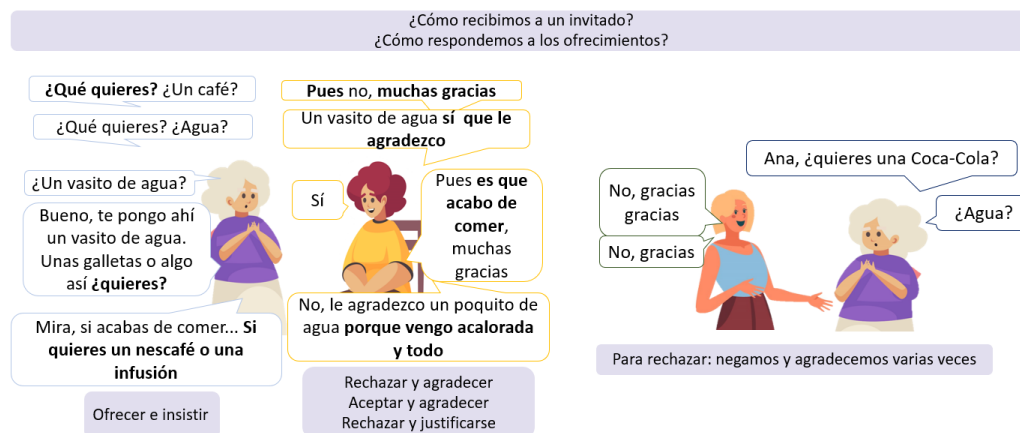 ¿Cómo recibimos a un invitado?
¿Cómo respondemos a los ofrecimientos?
¿Qué quieres? ¿Un café?
¿Qué quieres? ¿Agua?
¿Un vasito de agua?
Bueno, te pongo ahí
un vasito de agua.
Unas galletas o algo
así ¿quieres?
Mira, si acabas de comer... Si
quieres un nescafé o una
infusión
Ofrecer e insistir
Pues no, muchas gracias
Un vasito de agua sí que le
agradezco
Sí
Pues es que
acabo de
comer,
muchas
gracias
No, le agradezco un poquito de
agua porque vengo acalorada
y todo
Rechazar y agradecer
Aceptar y agradecer
Rechazar y justificarse
Ana, ¿quieres una Coca-Cola?
No, gracias
gracias
¿Agua?
No, gracias
Para rechazar: negamos y agradecemos varias veces